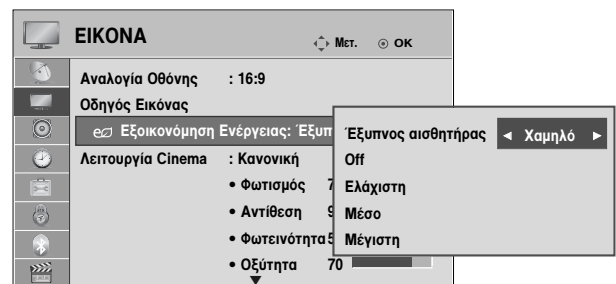 ΕΙΚΟΝΑ
Μετ. OK
Αναλογία Οθόνης : 16:9
Οδηγός Εικόνας
Εξοικονόμηση Ενέργειας: Έξυπ
Λειτουργία Cinema : Κανονική
• Φωτισμός 7
• Αντίθεση 9
• Φωτεινότητα 5
• Οξύτητα 70
Έξυπνος αισθητήρας ◄ Χαμηλό ►
Off
Ελάχιστη
Μέσο
Μέγιστη